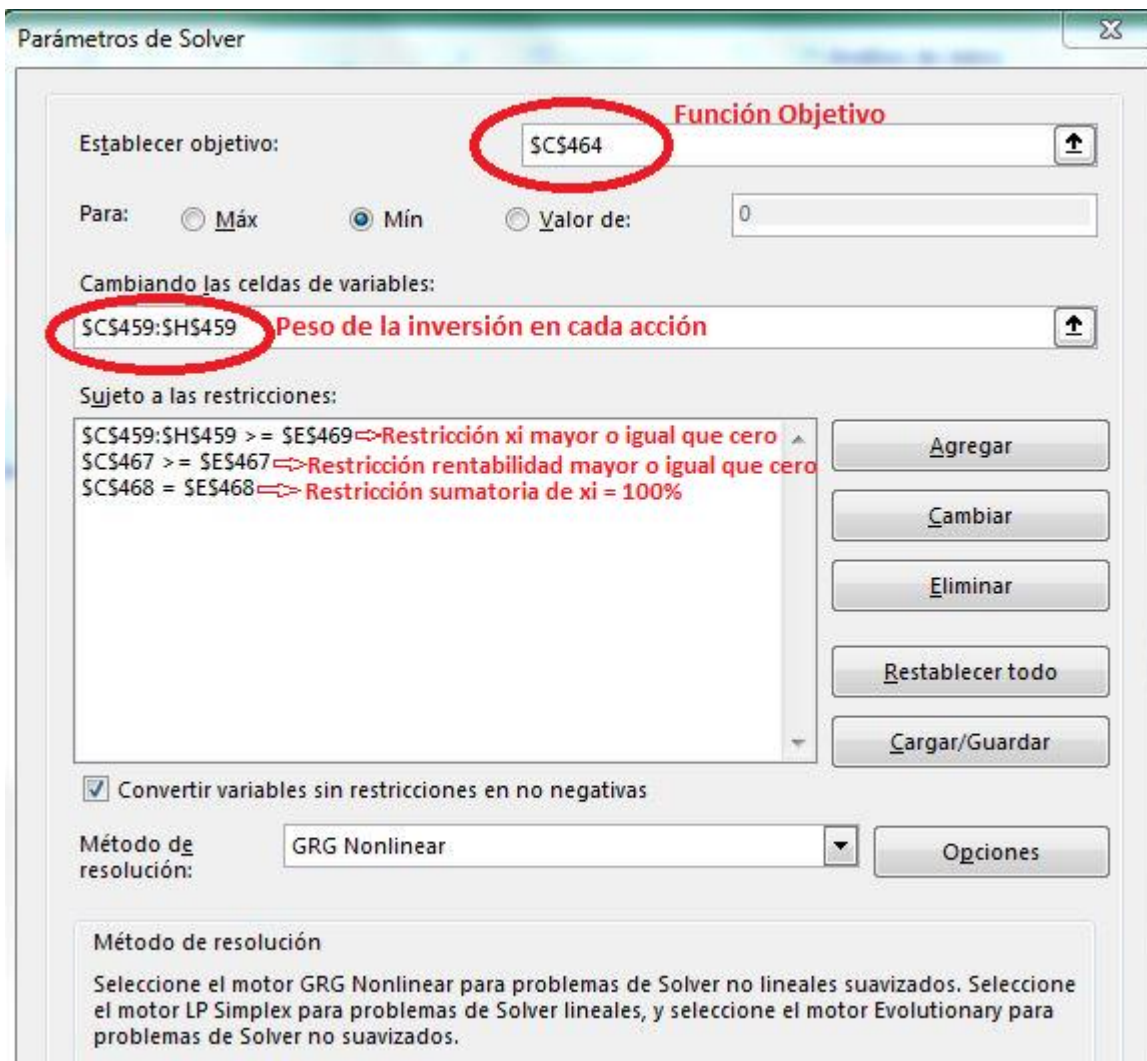 Parámetros de Solver
Función Objetivo
Establecer objetivo: $C$464
Para: Máx Mín Valor de: 0
Cambiando las celdas de variables:
$C$459:$H$459 Peso de la inversión en cada acción
Sujeto a las restricciones:
$C$459:$H$459 >= $E$469 Restricción xi mayor o igual que cero
$C$467 >= $E$467 Restricción rentabilidad mayor o igual que cero
$C$468 = $E$468 Restricción sumatoria de xi = 100%
Agregar
Cambiar
Eliminar
Restablecer todo
Cargar/Guardar
Convertir variables sin restricciones en no negativas
Método de
resolución:
GRG Nonlinear
Opciones
Método de resolución
Seleccione el motor GRG Nonlinear para problemas de Solver no lineales suavizados. Seleccione
el motor LP Simplex para problemas de Solver lineales, y seleccione el motor Evolutionary para
problemas de Solver no suavizados.